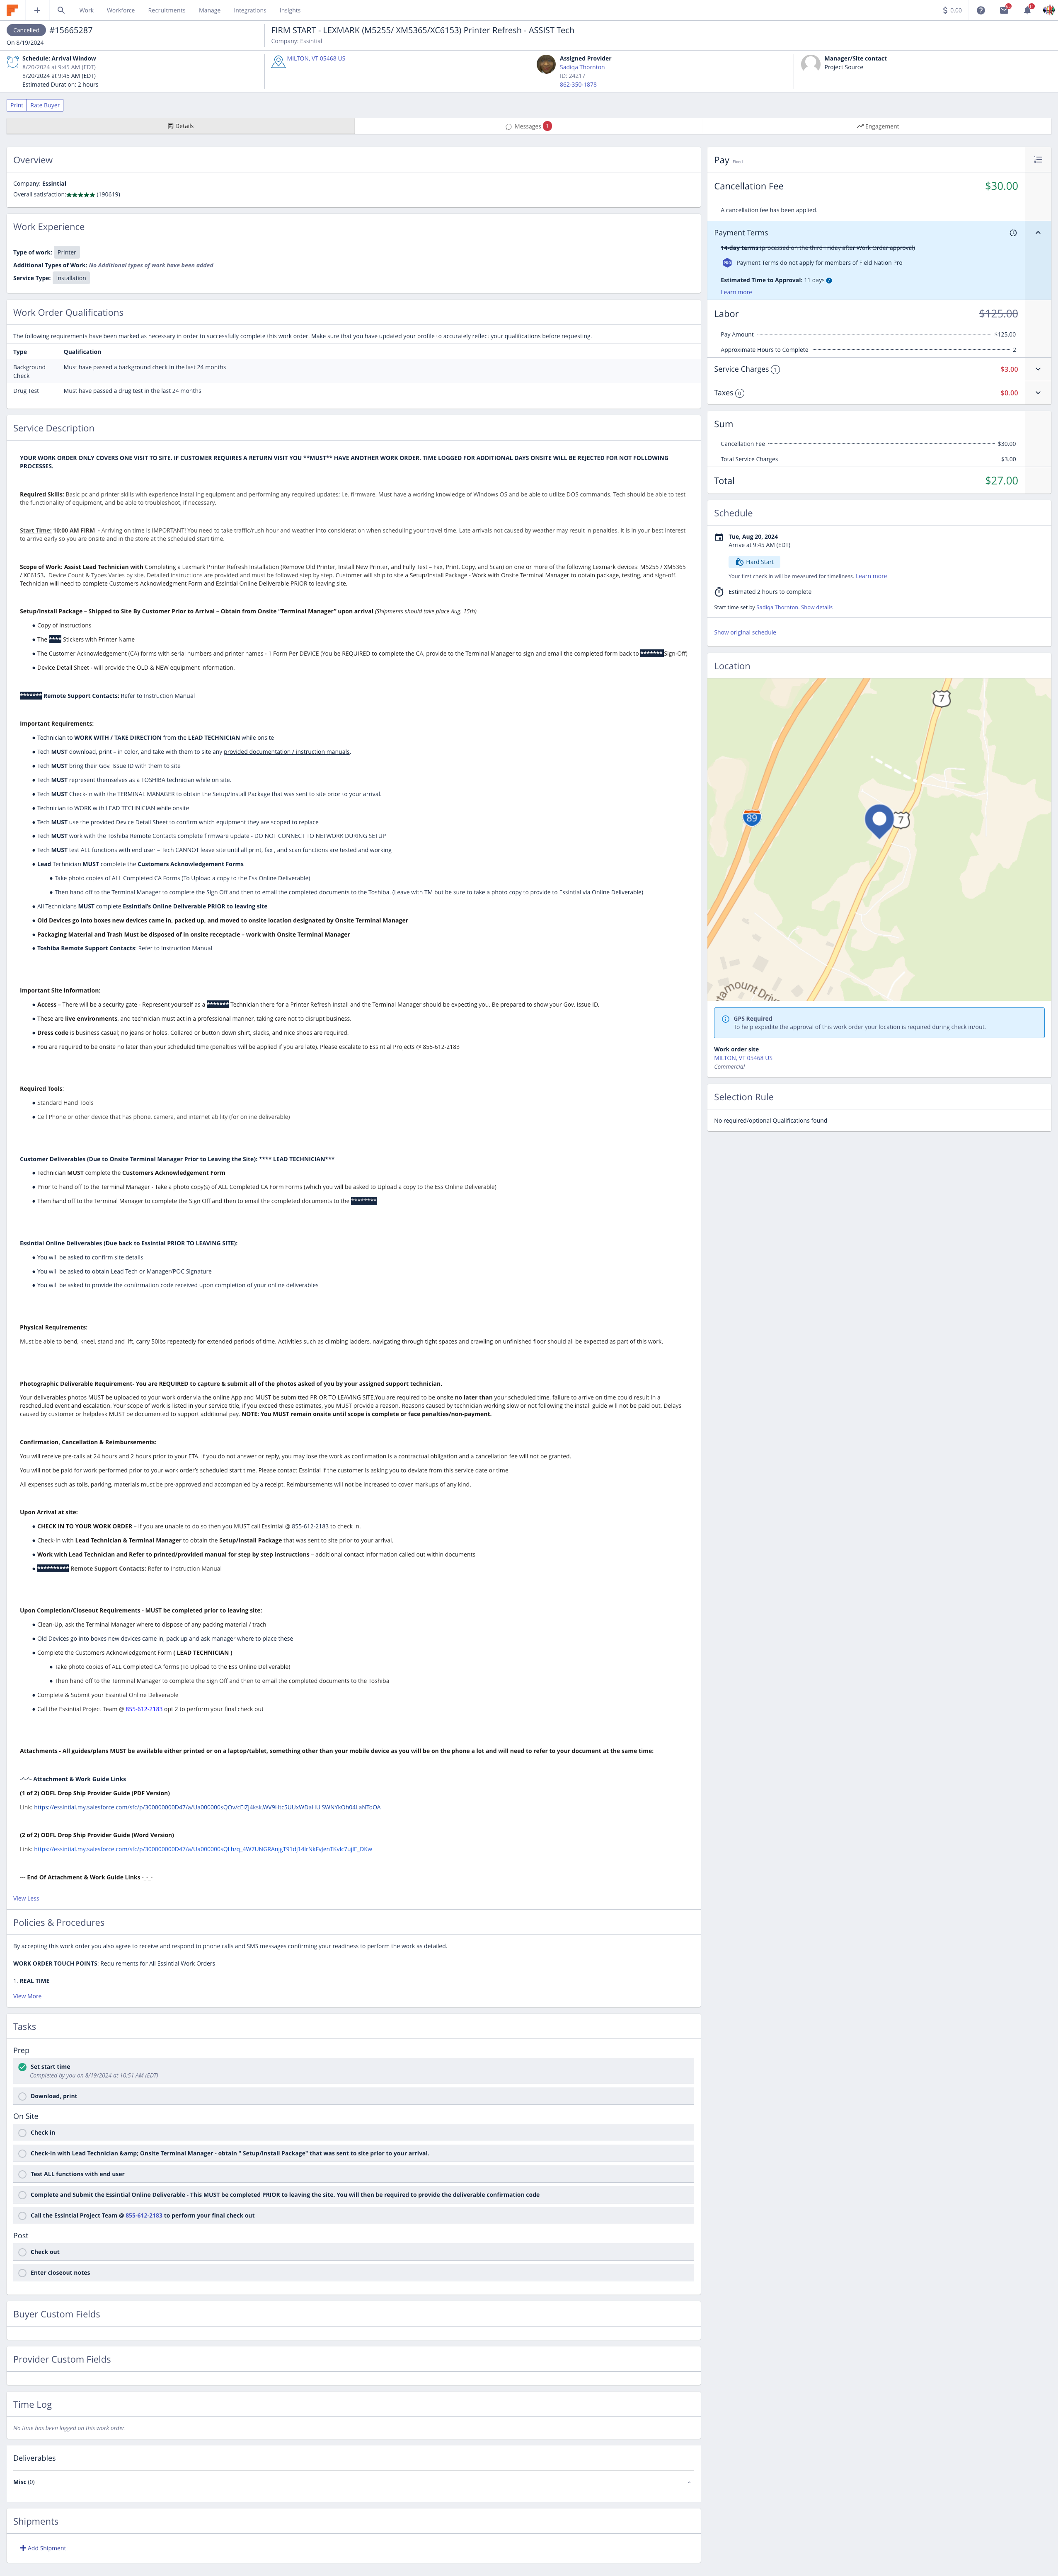 Work Workforce Recruitments Manage Integrations Insights $ 0.00
Cancelled #15665287
On 8/19/2024
FIRM START - LEXMARK (M5255/ XM5365/XC6153) Printer Refresh - ASSIST Tech
Company: Essintial
Schedule: Arrival Window
8/20/2024 at 9:45 AM (EDT)
8/20/2024 at 9:45 AM (EDT)
Estimated Duration: 2 hours
MILTON, VT 05468 US
Assigned Provider
Sadiqa Thornton
ID: 24217
862-350-1878
Manager/Site contact
Project Source
Print Rate Buyer
Details Messages 1 Engagement
Overview
Company: Essintial
Overall satisfaction: ★★★★★ (190619)
Work Experience
Type of work: Printer
Additional Types of Work: No Additional types of work have been added
Service Type: Installation
Work Order Qualifications
The following requirements have been marked as necessary in order to successfully complete this work order. Make sure that you have updated your profile to accurately reflect your qualifications before requesting.
Type Qualification
Background Must have passed a background check in the last 24 months
Check
Drug Test Must have passed a drug test in the last 24 months
Service Description
YOUR WORK ORDER ONLY COVERS ONE VISIT TO SITE. IF CUSTOMER REQUIRES A RETURN VISIT YOU **MUST** HAVE ANOTHER WORK ORDER. TIME LOGGED FOR ADDITIONAL DAYS ONSITE WILL BE REJECTED FOR NOT FOLLOWING
PROCESSES.
Required Skills: Basic pc and printer skills with experience installing equipment and performing any required updates; i.e. firmware. Must have a working knowledge of Windows OS and be able to utilize DOS commands. Tech should be able to test
the functionality of equipment, and be able to troubleshoot, if necessary.
Start Time: 10:00 AM FIRM - Arriving on time is IMPORTANT! You need to take traffic/rush hour and weather into consideration when scheduling your travel time. Late arrivals not caused by weather may result in penalties. It is in your best interest
to arrive early so you are onsite and in the store at the scheduled start time.
Scope of Work: Assist Lead Technician with Completing a Lexmark Printer Refresh Installation (Remove Old Printer, Install New Printer, and Fully Test – Fax, Print, Copy, and Scan) on one or more of the following Lexmark devices: M5255 / XM5365
/ XC6153. Device Count & Types Varies by site. Detailed instructions are provided and must be followed step by step. Customer will ship to site a Setup/Install Package - Work with Onsite Terminal Manager to obtain package, testing, and sign-off.
Technician will need to complete Customers Acknowledgment Form and Essintial Online Deliverable PRIOR to leaving site.
Setup/Install Package – Shipped to Site By Customer Prior to Arrival – Obtain from Onsite "Terminal Manager" upon arrival (Shipments should take place Aug. 15th)
• Copy of Instructions
• The **** Stickers with Printer Name
• The Customer Acknowledgement (CA) forms with serial numbers and printer names - 1 Form Per DEVICE (You be REQUIRED to complete the CA, provide to the Terminal Manager to sign and email the completed form back to ******* Sign-Off)
• Device Detail Sheet - will provide the OLD & NEW equipment information.
******* Remote Support Contacts: Refer to Instruction Manual
Important Requirements:
• Technician to WORK WITH / TAKE DIRECTION from the LEAD TECHNICIAN while onsite
• Tech MUST download, print – in color, and take with them to site any provided documentation / instruction manuals.
• Tech MUST bring their Gov. Issue ID with them to site
• Tech MUST represent themselves as a TOSHIBA technician while on site.
• Tech MUST Check-In with the TERMINAL MANAGER to obtain the Setup/Install Package that was sent to site prior to your arrival.
• Technician to WORK with LEAD TECHNICIAN while onsite
• Tech MUST use the provided Device Detail Sheet to confirm which equipment they are scoped to replace
• Tech MUST work with the Toshiba Remote Contacts complete firmware update - DO NOT CONNECT TO NETWORK DURING SETUP
• Tech MUST test ALL functions with end user – Tech CANNOT leave site until all print, fax , and scan functions are tested and working
• Lead Technician MUST complete the Customers Acknowledgement Forms
• Take photo copies of ALL Completed CA Forms (To Upload a copy to the Ess Online Deliverable)
• Then hand off to the Terminal Manager to complete the Sign Off and then to email the completed documents to the Toshiba. (Leave with TM but be sure to take a photo copy to provide to Essintial via Online Deliverable)
• All Technicians MUST complete Essintial's Online Deliverable PRIOR to leaving site
• Old Devices go into boxes new devices came in, packed up, and moved to onsite location designated by Onsite Terminal Manager
• Packaging Material and Trash Must be disposed of in onsite receptacle – work with Onsite Terminal Manager
• Toshiba Remote Support Contacts: Refer to Instruction Manual
Important Site Information:
• Access – There will be a security gate - Represent yourself as a ******* Technician there for a Printer Refresh Install and the Terminal Manager should be expecting you. Be prepared to show your Gov. Issue ID.
• These are live environments, and technician must act in a professional manner, taking care not to disrupt business.
• Dress code is business casual; no jeans or holes. Collared or button down shirt, slacks, and nice shoes are required.
• You are required to be onsite no later than your scheduled time (penalties will be applied if you are late). Please escalate to Essintial Projects @ 855-612-2183
Required Tools:
• Standard Hand Tools
• Cell Phone or other device that has phone, camera, and internet ability (for online deliverable)
Customer Deliverables (Due to Onsite Terminal Manager Prior to Leaving the Site): **** LEAD TECHNICIAN***
• Technician MUST complete the Customers Acknowledgement Form
• Prior to hand off to the Terminal Manager - Take a photo copy(s) of ALL Completed CA Form Forms (which you will be asked to Upload a copy to the Ess Online Deliverable)
• Then hand off to the Terminal Manager to complete the Sign Off and then to email the completed documents to the ********
Essintial Online Deliverables (Due back to Essintial PRIOR TO LEAVING SITE):
• You will be asked to confirm site details
• You will be asked to obtain Lead Tech or Manager/POC Signature
• You will be asked to provide the confirmation code received upon completion of your online deliverables
Physical Requirements:
Must be able to bend, kneel, stand and lift, carry 50lbs repeatedly for extended periods of time. Activities such as climbing ladders, navigating through tight spaces and crawling on unfinished floor should all be expected as part of this work.
Photographic Deliverable Requirement- You are REQUIRED to capture & submit all of the photos asked of you by your assigned support technician.
Your deliverables photos MUST be uploaded to your work order via the online App and MUST be submitted PRIOR TO LEAVING SITE.You are required to be onsite no later than your scheduled time, failure to arrive on time could result in a
rescheduled event and escalation. Your scope of work is listed in your service title, if you exceed these estimates, you MUST provide a reason. Reasons caused by technician working slow or not following the install guide will not be paid out. Delays
caused by customer or helpdesk MUST be documented to support additional pay. NOTE: You MUST remain onsite until scope is complete or face penalties/non-payment.
Confirmation, Cancellation & Reimbursements:
You will receive pre-calls at 24 hours and 2 hours prior to your ETA. If you do not answer or reply, you may lose the work as confirmation is a contractual obligation and a cancellation fee will not be granted.
You will not be paid for work performed prior to your work order's scheduled start time. Please contact Essintial if the customer is asking you to deviate from this service date or time
All expenses such as tolls, parking, materials must be pre-approved and accompanied by a receipt. Reimbursements will not be increased to cover markups of any kind.
Upon Arrival at site:
• CHECK IN TO YOUR WORK ORDER – if you are unable to do so then you MUST call Essintial @ 855-612-2183 to check in.
• Check-In with Lead Technician & Terminal Manager to obtain the Setup/Install Package that was sent to site prior to your arrival.
• Work with Lead Technician and Refer to printed/provided manual for step by step instructions – additional contact information called out within documents
• ********** Remote Support Contacts: Refer to Instruction Manual
Upon Completion/Closeout Requirements - MUST be completed prior to leaving site:
• Clean-Up, ask the Terminal Manager where to dispose of any packing material / trach
• Old Devices go into boxes new devices came in, pack up and ask manager where to place these
• Complete the Customers Acknowledgement Form ( LEAD TECHNICIAN )
• Take photo copies of ALL Completed CA forms (To Upload to the Ess Online Deliverable)
• Then hand off to the Terminal Manager to complete the Sign Off and then to email the completed documents to the Toshiba
• Complete & Submit your Essintial Online Deliverable
• Call the Essintial Project Team @ 855-612-2183 opt 2 to perform your final check out
Attachments - All guides/plans MUST be available either printed or on a laptop/tablet, something other than your mobile device as you will be on the phone a lot and will need to refer to your document at the same time:
-^-^- Attachment & Work Guide Links
(1 of 2) ODFL Drop Ship Provider Guide (PDF Version)
Link:
(2 of 2) ODFL Drop Ship Provider Guide (Word Version)
Link:
--- End Of Attachment & Work Guide Links -_-_-
View Less
Policies & Procedures
By accepting this work order you also agree to receive and respond to phone calls and SMS messages confirming your readiness to perform the work as detailed.
WORK ORDER TOUCH POINTS: Requirements for All Essintial Work Orders
1. REAL TIME
View More
Tasks
Prep
Set start time
Completed by you on 8/19/2024 at 10:51 AM (EDT)
Download, print
On Site
Check in
Check-In with Lead Technician &amp; Onsite Terminal Manager - obtain " Setup/Install Package" that was sent to site prior to your arrival.
Test ALL functions with end user
Complete and Submit the Essintial Online Deliverable - This MUST be completed PRIOR to leaving the site. You will then be required to provide the deliverable confirmation code
Call the Essintial Project Team @ 855-612-2183 to perform your final check out
Post
Check out
Enter closeout notes
Buyer Custom Fields
Provider Custom Fields
Time Log
No time has been logged on this work order.
Deliverables
Misc (0)
Shipments
+ Add Shipment
Pay Fixed
Cancellation Fee $30.00
A cancellation fee has been applied.
Payment Terms
14-day terms (processed on the third Friday after Work Order approval)
PRO Payment Terms do not apply for members of Field Nation Pro
Estimated Time to Approval: 11 days
Learn more
Labor $125.00
Pay Amount $125.00
Approximate Hours to Complete 2
Service Charges 1 $3.00
Taxes 0 $0.00
Sum
Cancellation Fee $30.00
Total Service Charges $3.00
Total $27.00
Schedule
Tue, Aug 20, 2024
Arrive at 9:45 AM (EDT)
Hard Start
Your first check in will be measured for timeliness. Learn more
Estimated 2 hours to complete
Start time set by Sadiqa Thornton. Show details
Show original schedule
Location
7
89
7
tamount Driv
GPS Required
To help expedite the approval of this work order your location is required during check in/out.
Work order site
MILTON, VT 05468 US
Commercial
Selection Rule
No required/optional Qualifications found